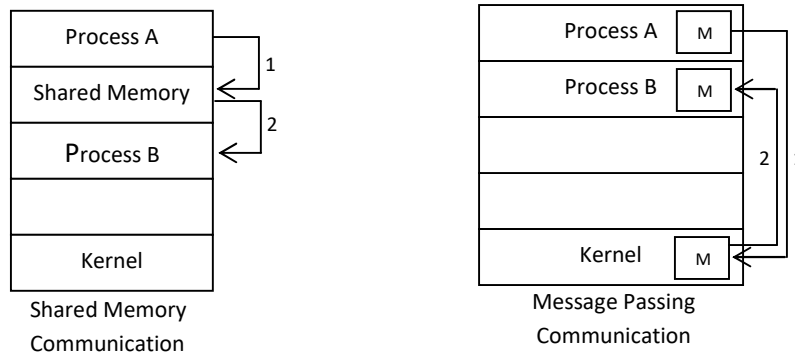 Process A
1
Shared Memory
2
Process B
Kernel
Shared Memory
Communication
Process A M
Process B M
2
Kernel M
Message Passing
Communication